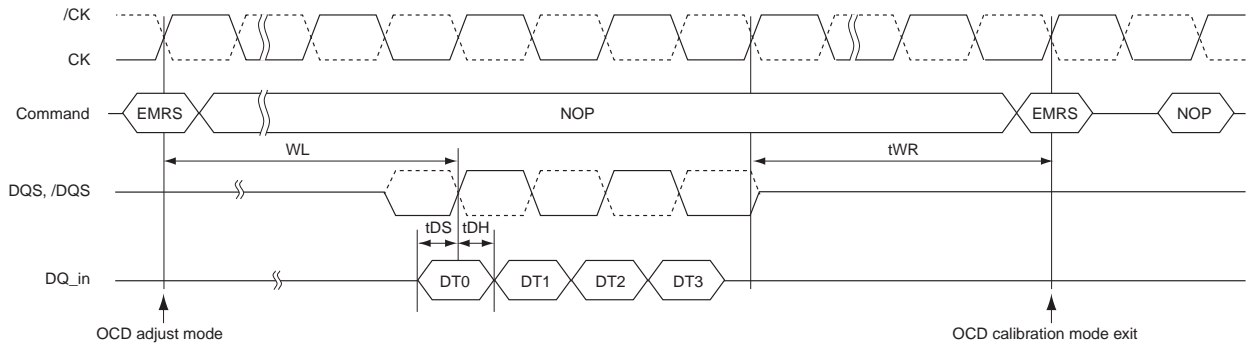 /CK
CK
Command
EMRS
NOP
EMRS
NOP
WL
tWR
DQS, /DQS
tDS
tDH
DQ_in
DT0
DT1
DT2
DT3
OCD adjust mode
OCD calibration mode exit